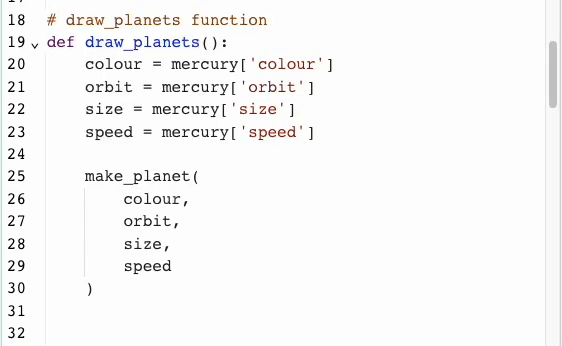 18 # draw_planets function
19 def draw_planets():
20     colour = mercury['colour']
21     orbit = mercury['orbit']
22     size = mercury['size']
23     speed = mercury['speed']
24
25     make_planet(
26         colour,
27         orbit,
28         size,
29         speed
30     )
31
32